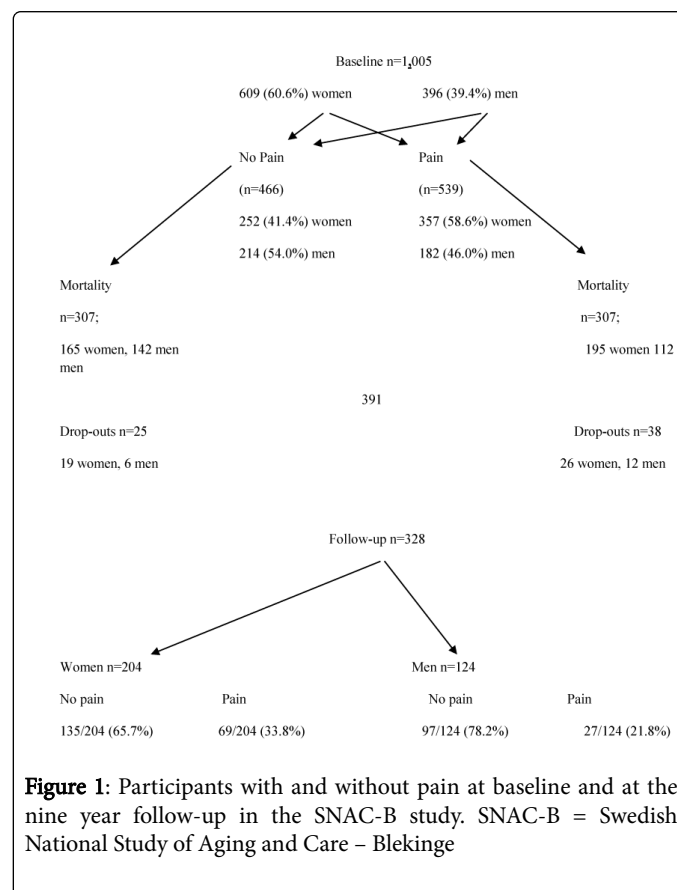 Baseline n=1,005
609 (60.6%) women 396 (39.4%) men
No Pain Pain
(n=466) (n=539)
252 (41.4%) women 357 (58.6%) women
214 (54.0%) men 182 (46.0%) men
Mortality Mortality
n=307; n=307;
165 women, 142 men 195 women 112
men
391
Drop-outs n=25 Drop-outs n=38
19 women, 6 men 26 women, 12 men
Follow-up n=328
Women n=204 Men n=124
No pain Pain No pain Pain
135/204 (65.7%) 69/204 (33.8%) 97/124 (78.2%) 27/124 (21.8%)
Figure 1: Participants with and without pain at baseline and at the
nine year follow-up in the SNAC-B study. SNAC-B = Swedish
National Study of Aging and Care – Blekinge